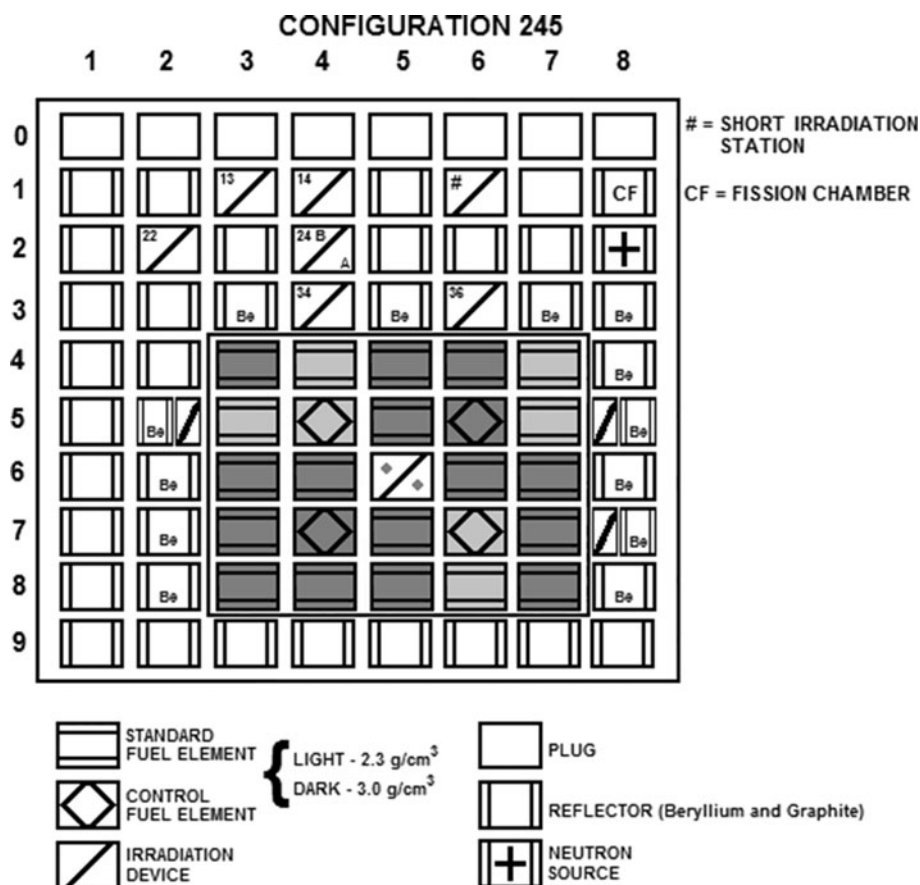 CONFIGURATION 245
1 2 3 4 5 6 7 8
0
# = SHORT IRRADIATION
STATION
1 13 14 # CF
CF = FISSION CHAMBER
2 22 24 B
A
3 34 36
Be Be Be Be
4
Be
5
Be Be
6
Be Be
7
Be Be
8
Be Be
9
STANDARD
FUEL ELEMENT
CONTROL
FUEL ELEMENT
IRRADIATION
DEVICE
{ LIGHT - 2.3 g/cm³
DARK - 3.0 g/cm³
PLUG
REFLECTOR (Beryllium and Graphite)
NEUTRON
SOURCE